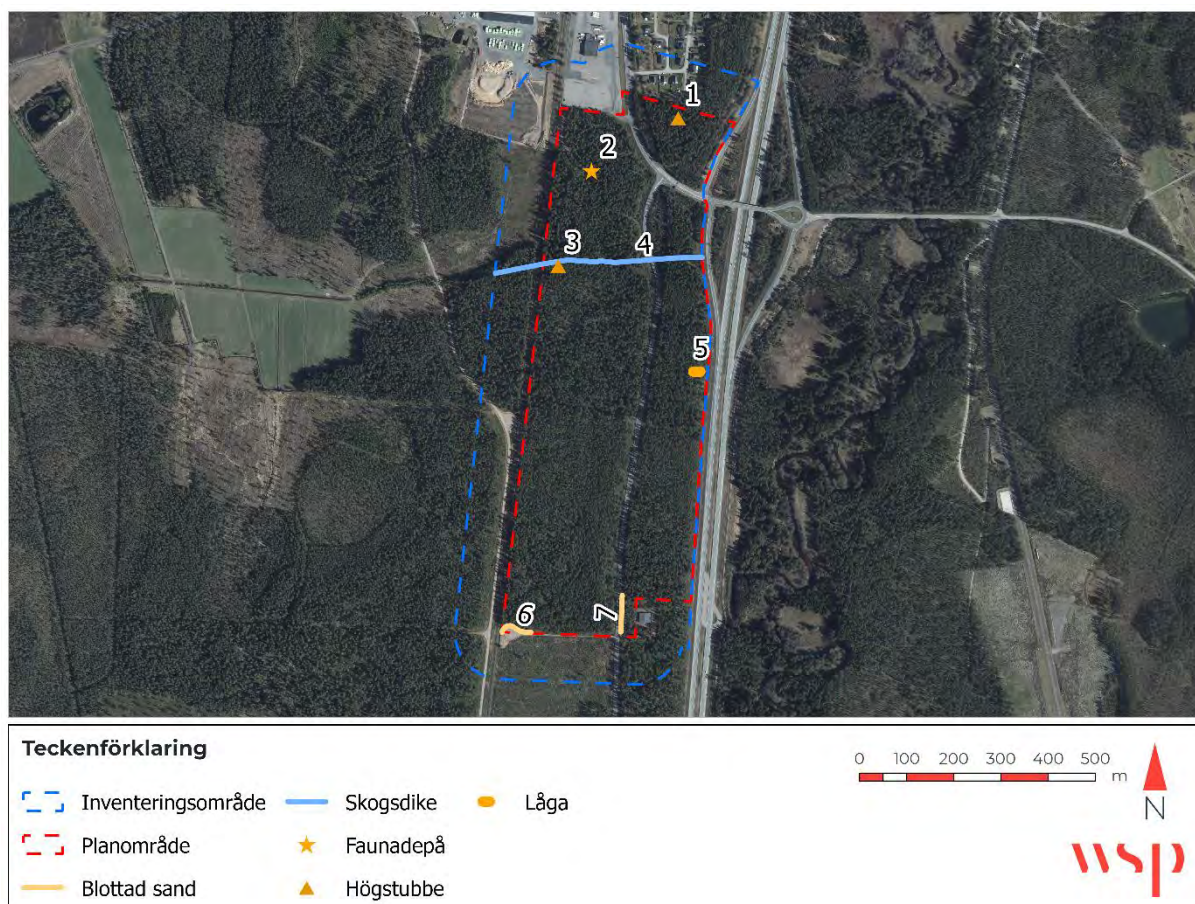 1
2
3
4
5
6
7
Teckenförklaring
Inventeringsområde
Skogsdike
Låga
Planområde
Faunadepå
Blottad sand
Högstubbe
0 100 200 300 400 500
m
N
wsp